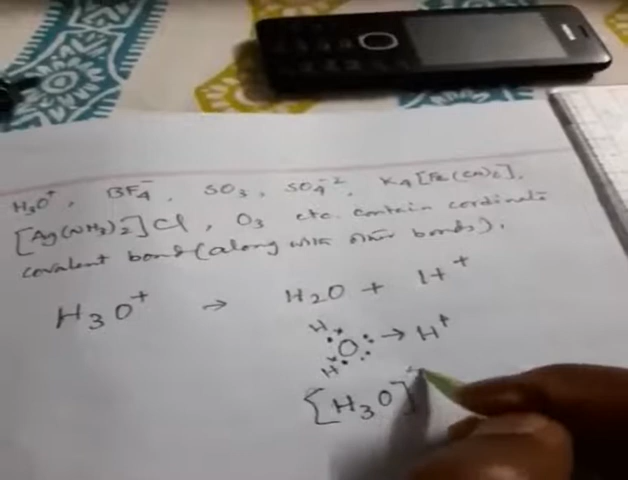 H₃O⁺, BF₄⁻, SO₃, SO₄⁻², K₄[Fe(CN)₆],
[Ag(NH₃)₂]Cl, O₃ etc. contain cordinate
covalent bond (along with other bonds).
H₃O⁺ → H₂O + H⁺
H
O → H⁺
H
[H₃O]⁺